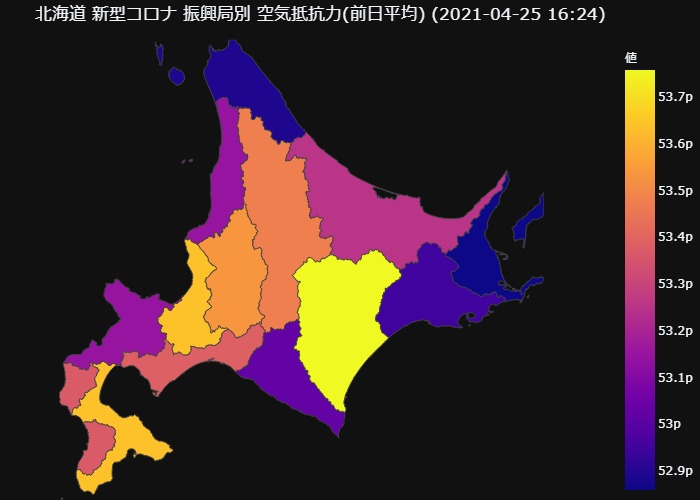 北海道 新型コロナ 振興局別 空気抵抗力(前日平均) (2021-04-25 16:24)
値
53.7p
53.6p
53.5p
53.4p
53.3p
53.2p
53.1p
53p
52.9p